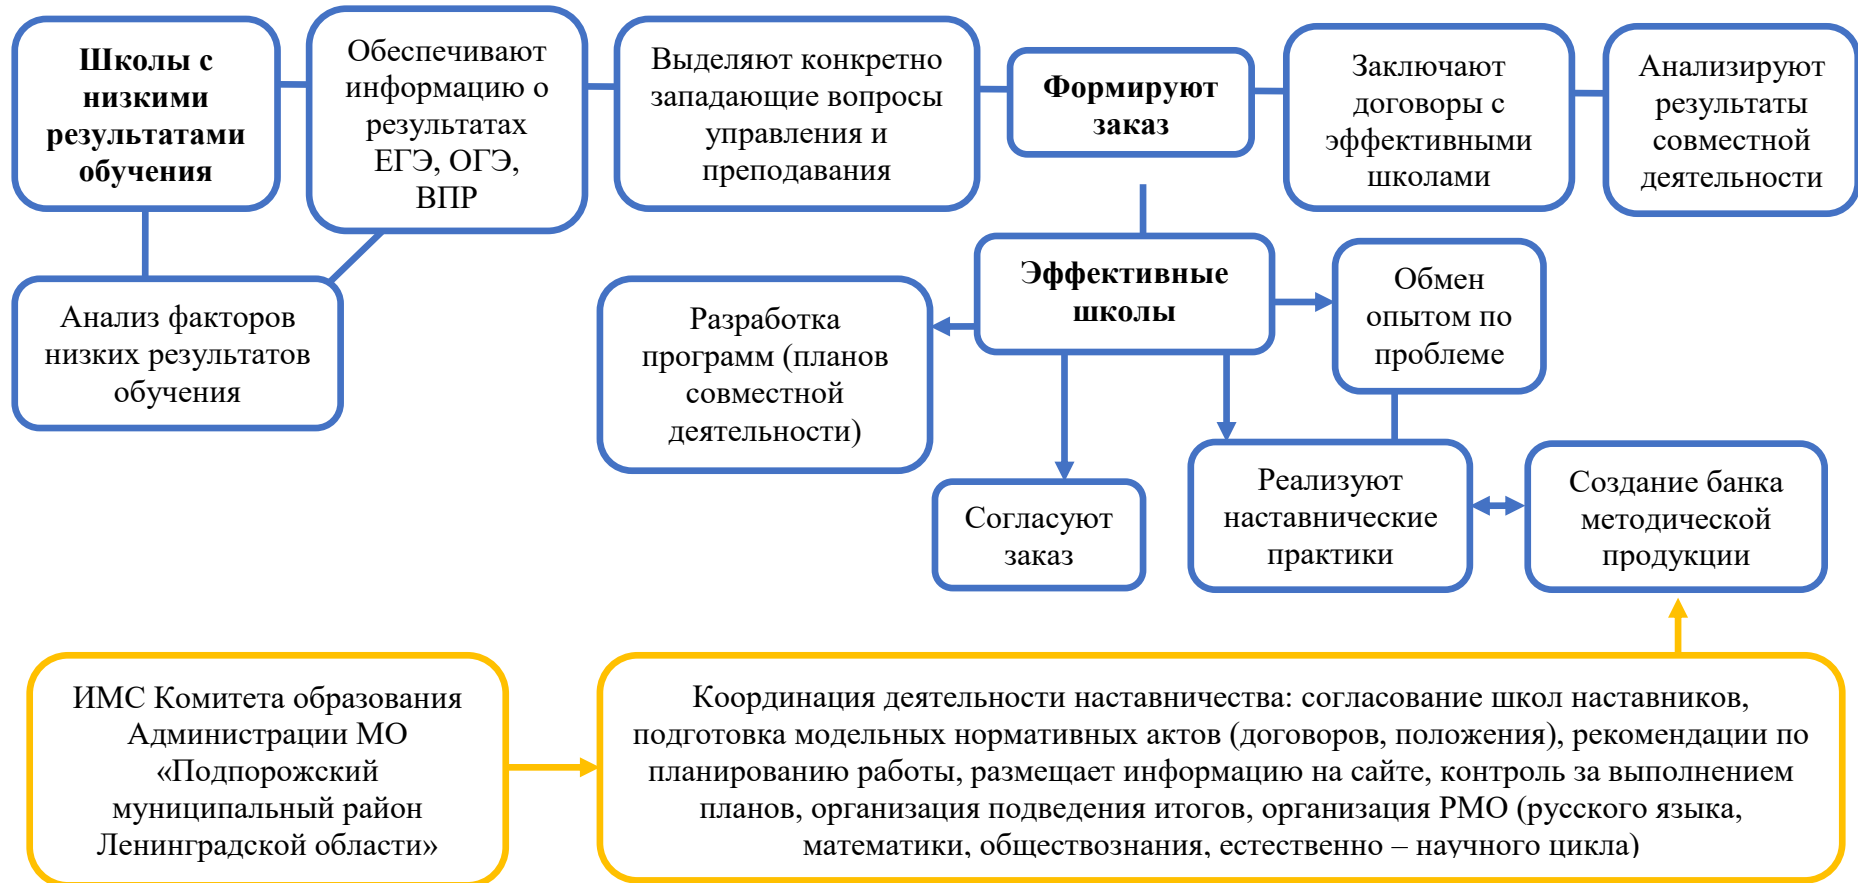 Школы с
низкими
результатами
обучения
Обеспечивают
информацию о
результатах
ЕГЭ, ОГЭ,
ВПР
Выделяют конкретно
западающие вопросы
управления и
преподавания
Формируют
заказ
Заключают
договоры с
эффективными
школами
Анализируют
результаты
совместной
деятельности
Анализ факторов
низких результатов
обучения
Разработка
программ (планов
совместной
деятельности)
Эффективные
школы
Обмен
опытом по
проблеме
Согласуют
заказ
Реализуют
наставнические
практики
Создание банка
методической
продукции
ИМС Комитета образования
Администрации МО
«Подпорожский
муниципальный район
Ленинградской области»
Координация деятельности наставничества: согласование школ наставников,
подготовка модельных нормативных актов (договоров, положения), рекомендации по
планированию работы, размещает информацию на сайте, контроль за выполнением
планов, организация подведения итогов, организация РМО (русского языка,
математики, обществознания, естественно – научного цикла)